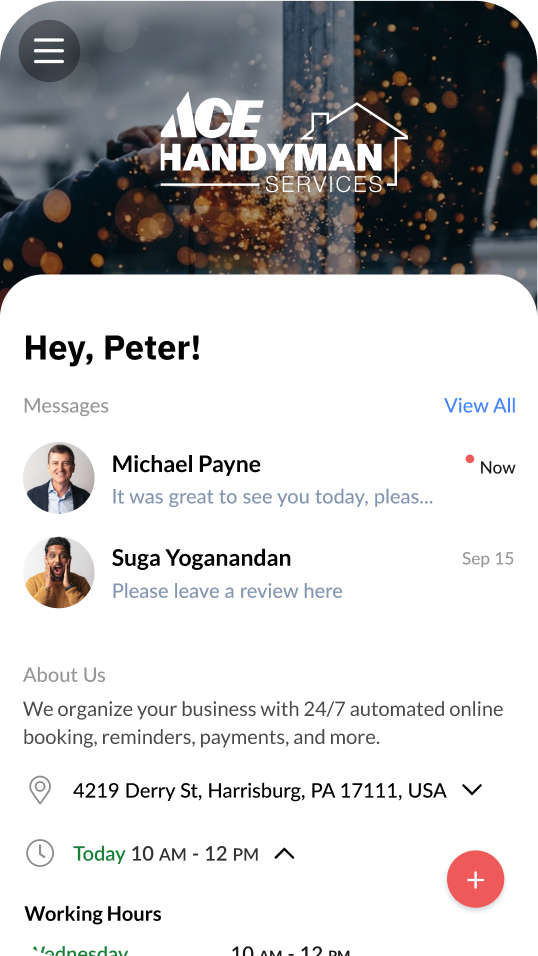 ACE
HANDYMAN
SERVICES
Hey, Peter!
Messages
View All
Michael Payne
Now
It was great to see you today, pleas...
Suga Yoganandan
Sep 15
Please leave a review here
About Us
We organize your business with 24/7 automated online
booking, reminders, payments, and more.
4219 Derry St, Harrisburg, PA 17111, USA
Today 10 AM - 12 PM
Working Hours
Wednesday 10 AM - 12 PM